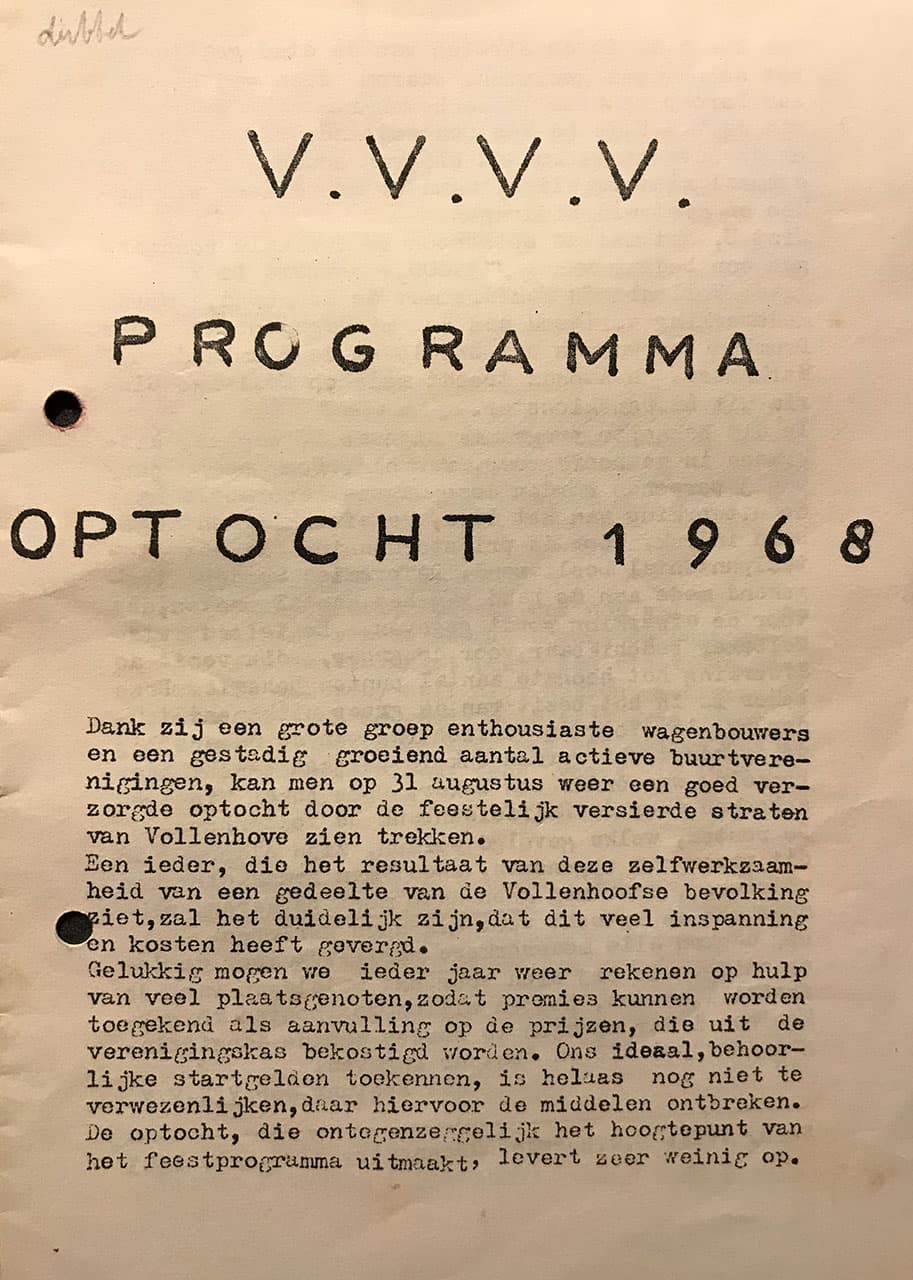 dubbel
V.V.V.V.
PROGRAMMA
OPTOCHT 1968
Dank zij een grote groep enthousiaste wagenbouwers
en een gestadig groeiend aantal actieve buurtvere-
nigingen, kan men op 31 augustus weer een goed ver-
zorgde optocht door de feestelijk versierde straten
van Vollenhove zien trekken.
Een ieder, die het resultaat van deze zelfwerkzaam-
heid van een gedeelte van de Vollenhoofse bevolking
ziet,zal het duidelijk zijn,dat dit veel inspanning
en kosten heeft gevergd.
Gelukkig mogen we ieder jaar weer rekenen op hulp
van veel plaatsgenoten,zodat premies kunnen worden
toegekend als aanvulling op de prijzen, die uit de
verenigingskas bekostigd worden. Ons ideaal,behoor-
lijke startgelden toekennen, is helaas nog niet te
verwezenlijken,daar hiervoor de middelen ontbreken.
De optocht, die ontegenzeggelijk het hoogtepunt van
het feestprogramma uitmaakt, levert zeer weinig op.